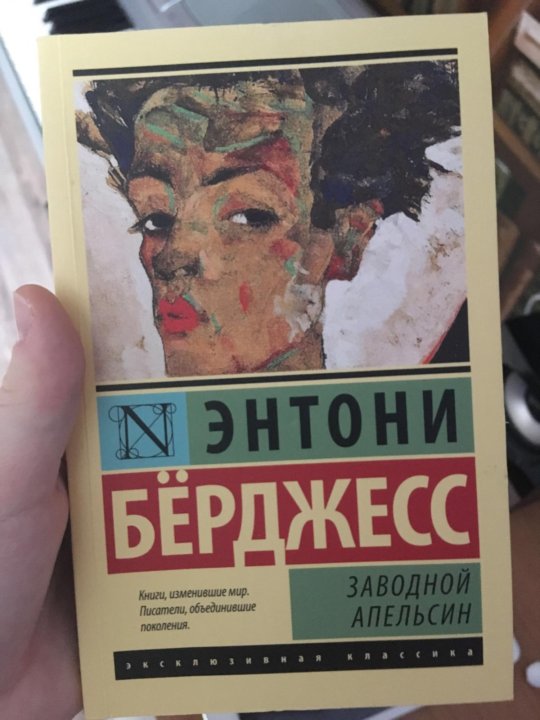 N
ЭНТОНИ
БЁРДЖЕСС
ЗАВОДНОЙ
АПЕЛЬСИН
Книги, изменившие мир.
Писатели, объединившие
поколения.
эксклюзивная классика